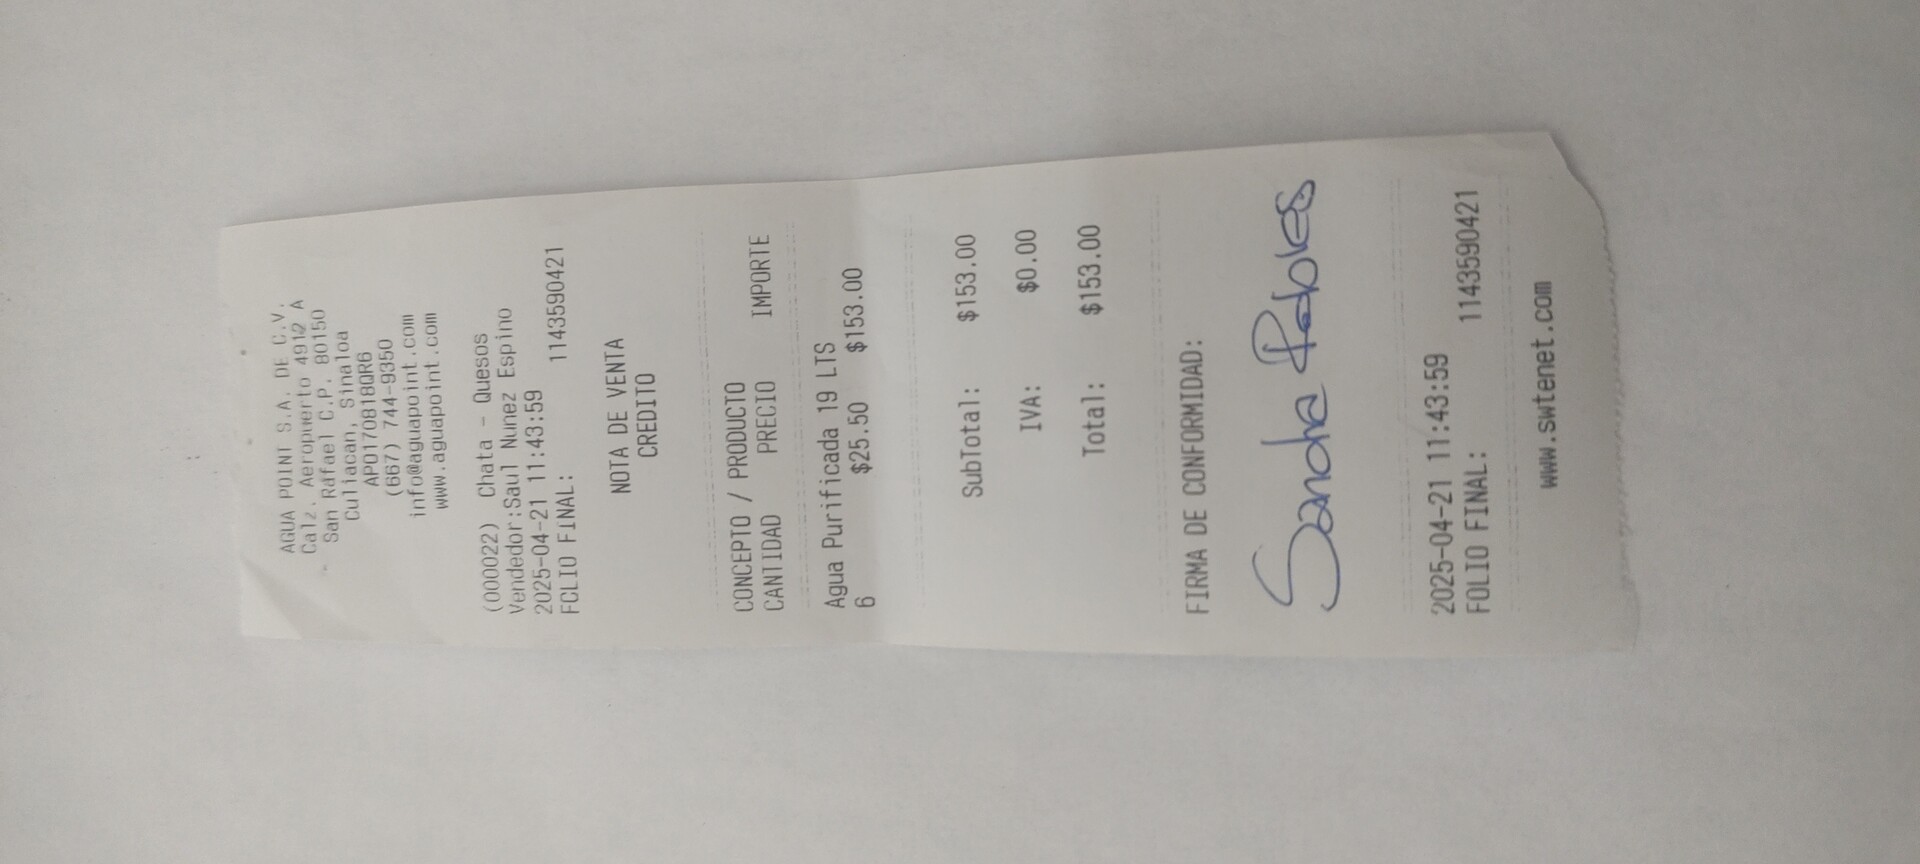 AGUA POINT S.A. DE C.V.
Calz. Aeropuerto 4912 A
San Rafael C.P. 80150
Culiacan, Sinaloa
APO170818QR6
(667) 744-9350
info@aguapoint.com
www.aguapoint.com
(000022) Chata - Quesos
Vendedor:Saul Nunez Espino
2025-04-21 11:43:59
FOLIO FINAL: 1143590421
NOTA DE VENTA
CREDITO
CONCEPTO / PRODUCTO
CANTIDAD PRECIO IMPORTE
Agua Purificada 19 LTS
6 $25.50 $153.00
SubTotal: $153.00
IVA: $0.00
Total: $153.00
FIRMA DE CONFORMIDAD:
Sandra Robles
2025-04-21 11:43:59
FOLIO FINAL: 1143590421
www.swtenet.com